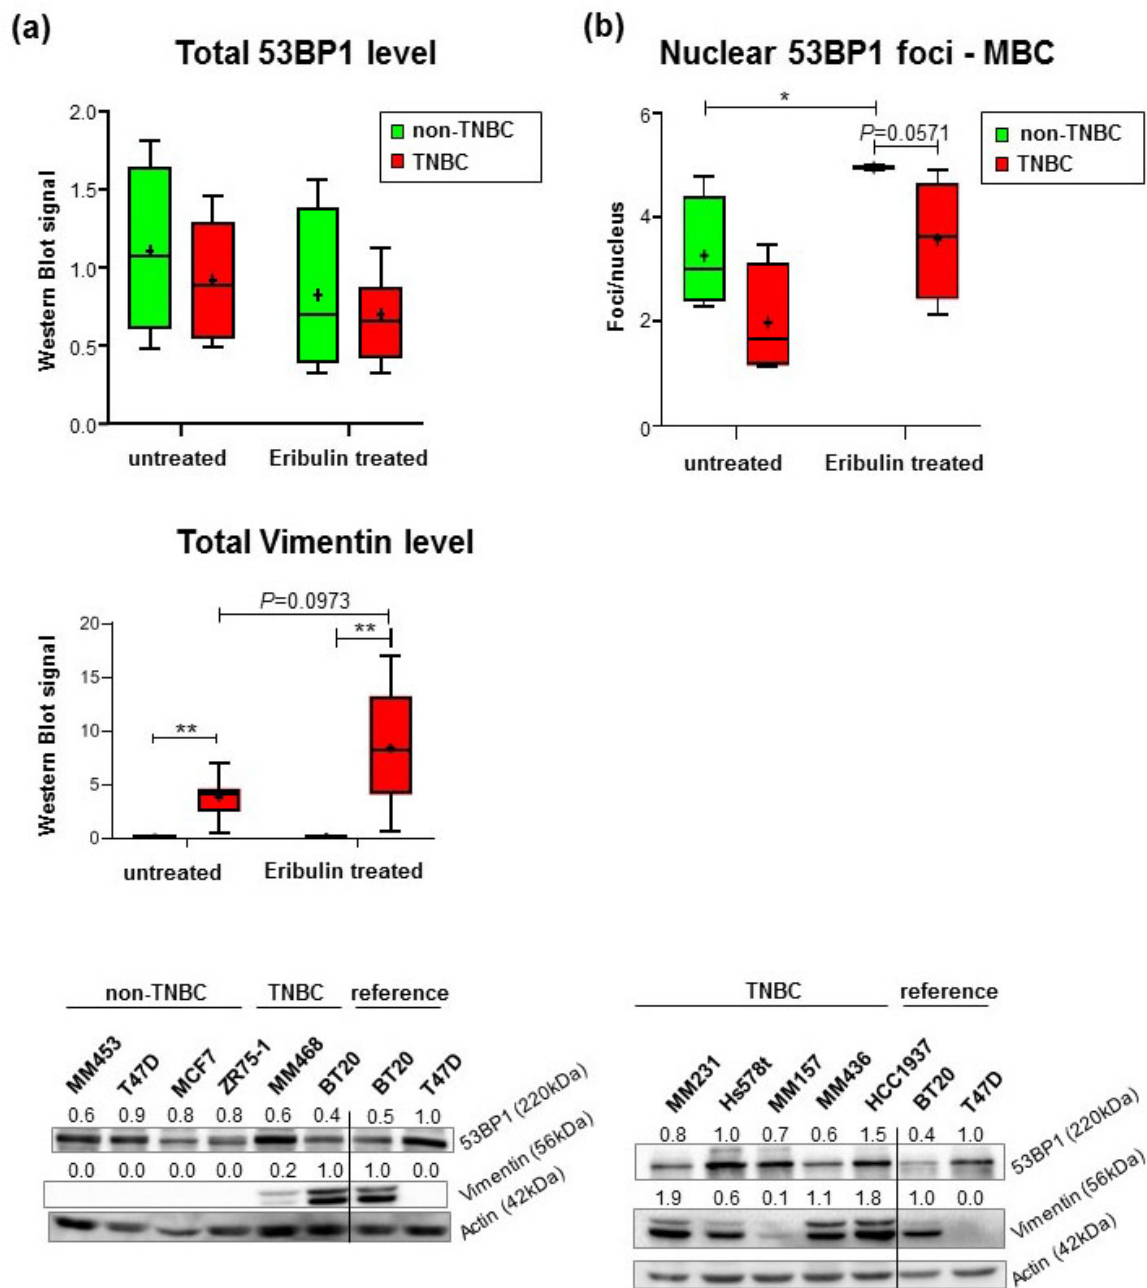 (a)
Total 53BP1 level
Western Blot signal
2.0
1.5
1.0
0.5
0.0
non-TNBC
TNBC
untreated
Eribulin treated
(b)
Nuclear 53BP1 foci - MBC
Foci/nucleus
6
4
2
0
*
P=0.0571
non-TNBC
TNBC
untreated
Eribulin treated
Total Vimentin level
Western Blot signal
20
15
10
5
0
P=0.0973
**
**
untreated
Eribulin treated
non-TNBC TNBC reference
MM453 T47D MCF7 ZR75-1 MM468 BT20 BT20 T47D
0.6 0.9 0.8 0.8 0.6 0.4 0.5 1.0
53BP1 (220kDa)
0.0 0.0 0.0 0.0 0.2 1.0 1.0 0.0
Vimentin (56kDa)
Actin (42kDa)
TNBC reference
MM231 Hs578t MM157 MM436 HCC1937 BT20 T47D
0.8 1.0 0.7 0.6 1.5 0.4 1.0
53BP1 (220kDa)
1.9 0.6 0.1 1.1 1.8 1.0 0.0
Vimentin (56kDa)
Actin (42kDa)